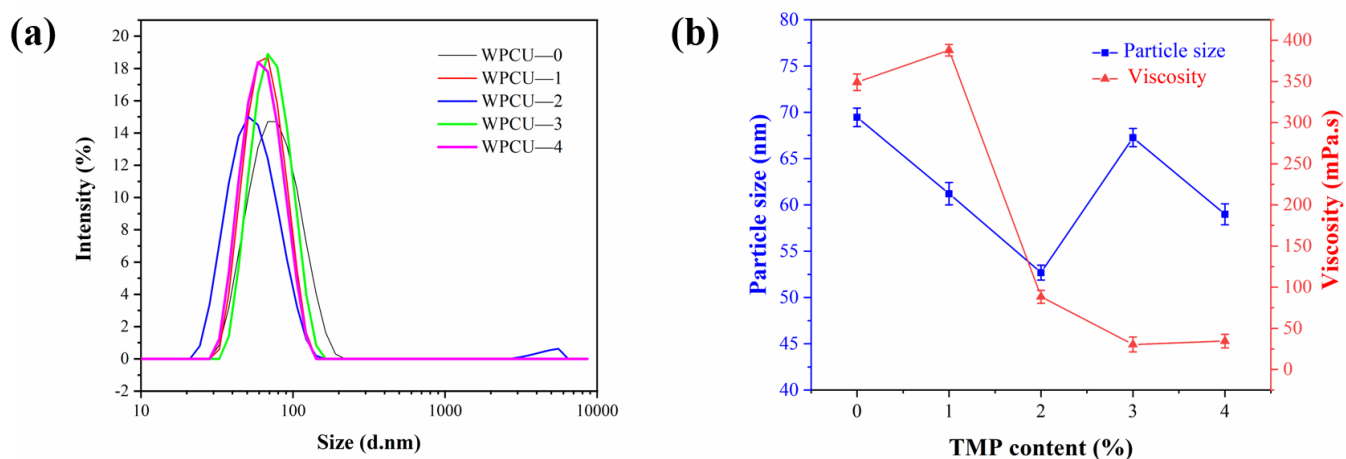 (a)
Intensity (%)
20
18
16
14
12
10
8
6
4
2
0
-2
10
100
1000
10000
Size (d.nm)
WPCU—0
WPCU—1
WPCU—2
WPCU—3
WPCU—4
(b)
Particle size (nm)
80
75
70
65
60
55
50
45
40
0
1
2
3
4
TMP content (%)
Particle size
Viscosity
400
350
300
250
200
150
100
50
0
Viscosity (mPa.s)